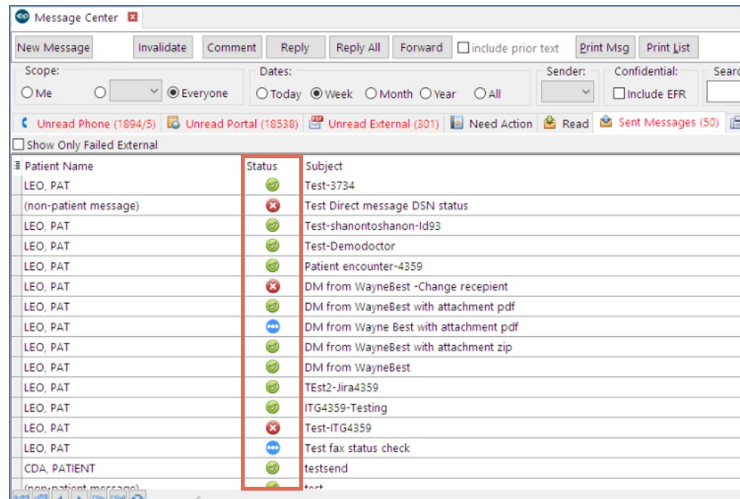 Message Center
New Message Invalidate Comment Reply Reply All Forward include prior text Print Msg Print List
Scope: Dates: Sender: Confidential: Searc
Me Everyone Today Week Month Year All Include EFR
Unread Phone (1894/5) Unread Portal (18538) Unread External (301) Need Action Read Sent Messages (50)
Show Only Failed External
Patient Name Status Subject
LEO, PAT Test-3734
(non-patient message) Test Direct message DSN status
LEO, PAT Test-shanontoshanon-Id93
LEO, PAT Test-Demodoctor
LEO, PAT Patient encounter-4359
LEO, PAT DM from WayneBest -Change recepient
LEO, PAT DM from WayneBest with attachment pdf
LEO, PAT DM from Wayne Best with attachment pdf
LEO, PAT DM from WayneBest with attachment zip
LEO, PAT DM from WayneBest
LEO, PAT TEst2-Jira4359
LEO, PAT ITG4359-Testing
LEO, PAT Test-ITG4359
LEO, PAT Test fax status check
CDA, PATIENT testsend
(non-patient message) test